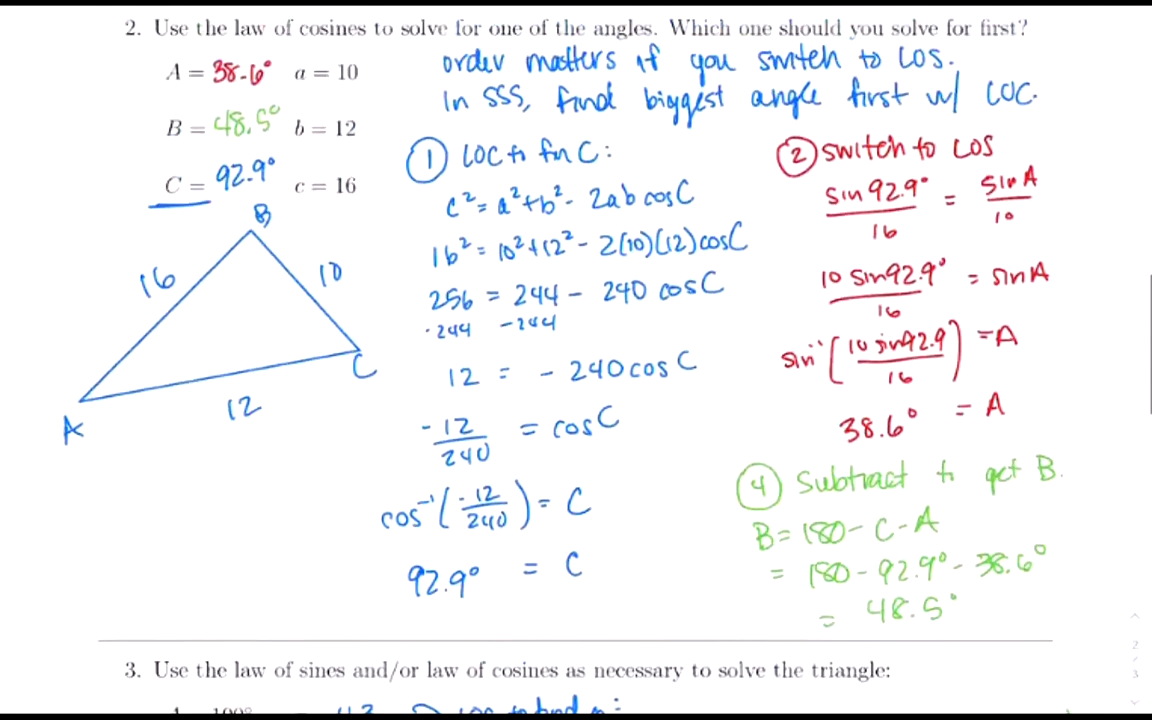 2. Use the law of cosines to solve for one of the angles. Which one should you solve for first?
A = 38.6° a = 10
B = 48.5° b = 12
C = 92.9° c = 16
order matters if you switch to LOS.
In SSS, find biggest angle first w/ LOC.
B
16
10
C
12
A
① LOC to fin C:
c² = a² + b² - 2ab cosC
16² = 10² + 12² - 2(10)(12) cosC
256 = 244 - 240 cosC
-244 -244
12 = - 240 cosC
-12/240 = cosC
cos⁻¹(-12/240) = C
92.9° = C
② switch to LOS
sin 92.9°/16 = sin A/10
10 sin 92.9°/16 = sin A
sin⁻¹(10 sin 92.9/16) = A
38.6° = A
④ Subtract to get B.
B = 180 - C - A
= 180 - 92.9° - 38.6°
= 48.5°
3. Use the law of sines and/or law of cosines as necessary to solve the triangle: